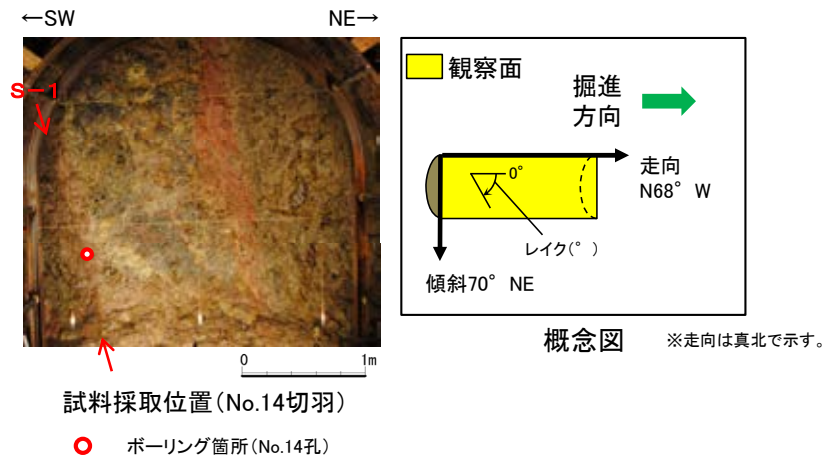 ←SW NE→
S－1
0 1m
試料採取位置(No.14切羽)
ボーリング箇所(No.14孔)
観察面
掘進
方向
0°
走向
N68°W
レイク(°)
傾斜70°NE
概念図 ※走向は真北で示す。